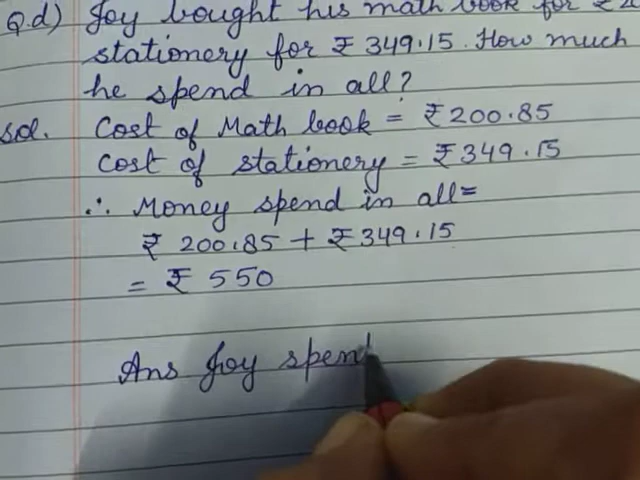 Q.d) Joy bought his math book for ₹
stationery for ₹ 349.15. How much
he spend in all?
Sol. Cost of Math book = ₹200.85
Cost of stationery = ₹349.15
∴ Money spend in all=
₹ 200.85 + ₹349.15
= ₹ 550
Ans Joy spent